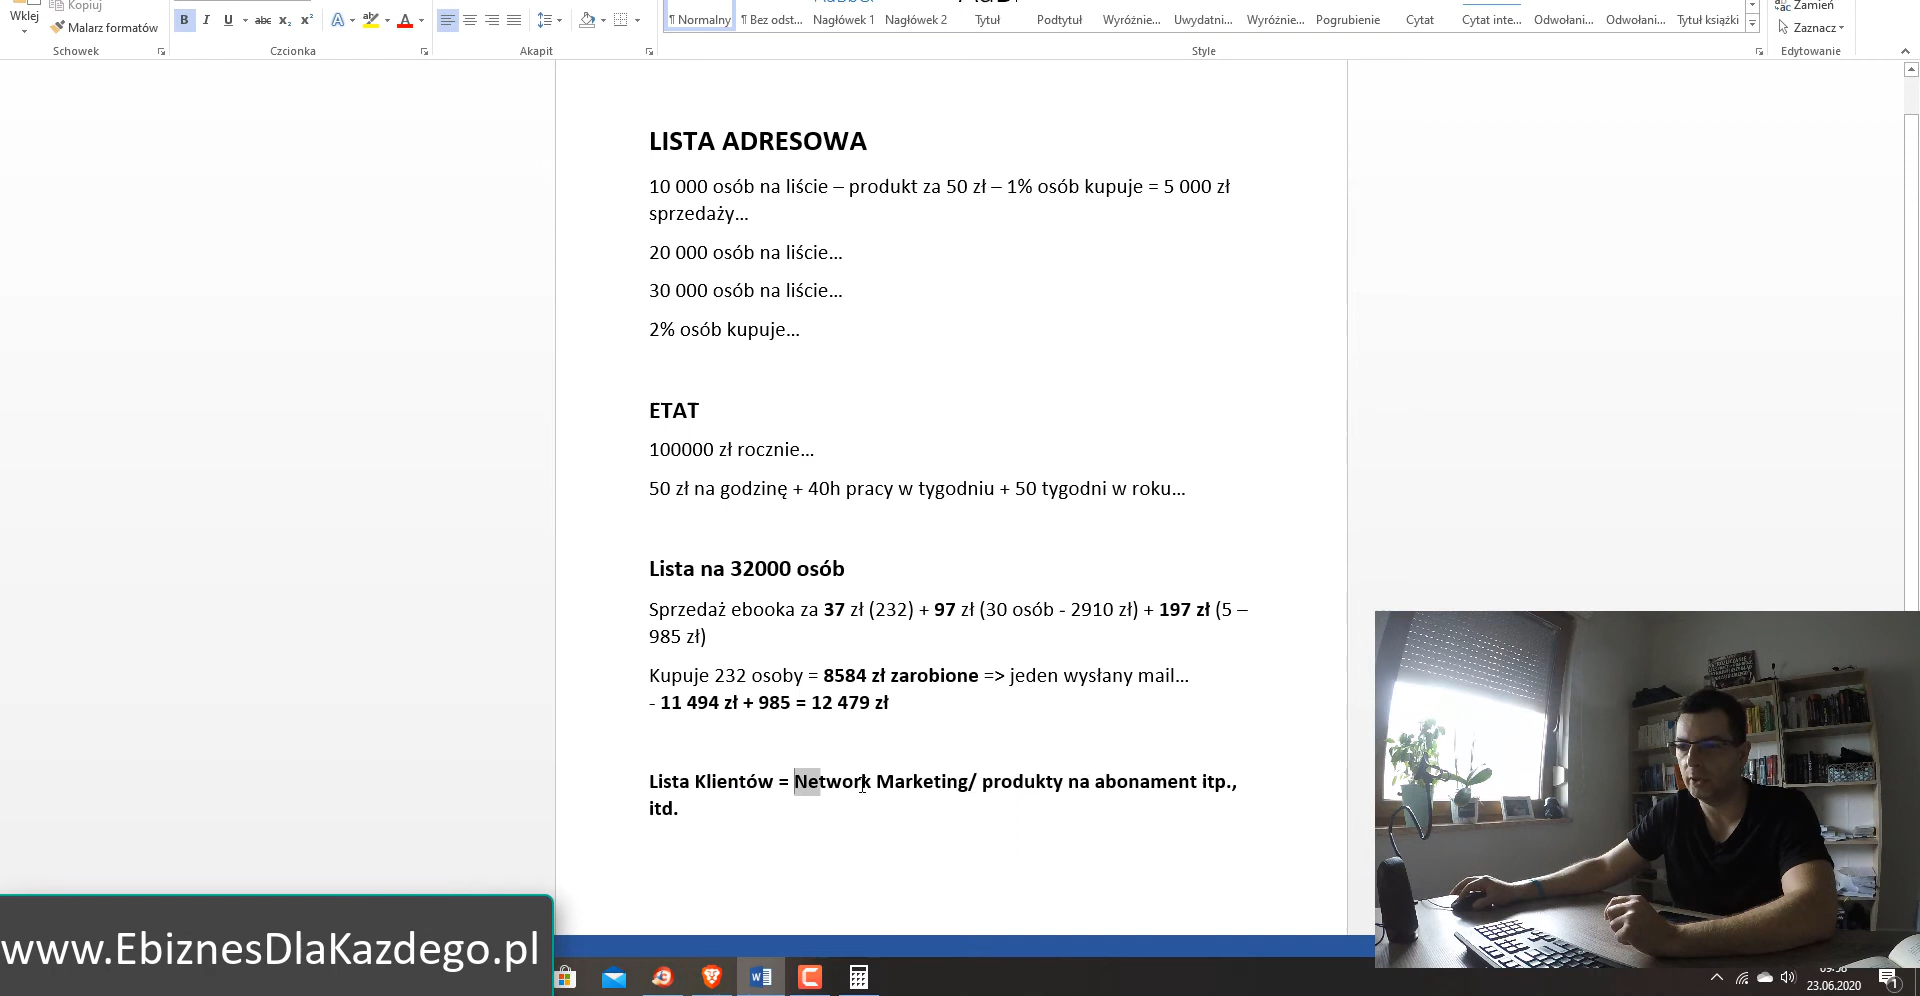 Wklej
Kopiuj
Malarz formatów
Schowek
B I U abc x₂ x² A A
Czcionka
Akapit
¶ Normalny
¶ Bez odst...
Nagłówek 1
Nagłówek 2
Tytuł
Podtytuł
Wyróżnie...
Uwydatni...
Wyróżnie...
Pogrubienie
Cytat
Cytat inte...
Odwołani...
Odwołani...
Tytuł książki
Style
Zamień
Zaznacz
Edytowanie
LISTA ADRESOWA
10 000 osób na liście – produkt za 50 zł – 1% osób kupuje = 5 000 zł
sprzedaży…
20 000 osób na liście…
30 000 osób na liście…
2% osób kupuje…
ETAT
100000 zł rocznie…
50 zł na godzinę + 40h pracy w tygodniu + 50 tygodni w roku…
Lista na 32000 osób
Sprzedaż ebooka za 37 zł (232) + 97 zł (30 osób - 2910 zł) + 197 zł (5 –
985 zł)
Kupuje 232 osoby = 8584 zł zarobione => jeden wysłany mail…
- 11 494 zł + 985 = 12 479 zł
Lista Klientów = Network Marketing/ produkty na abonament itp.,
itd.
www.EbiznesDlaKazdego.pl
23.06.2020
1